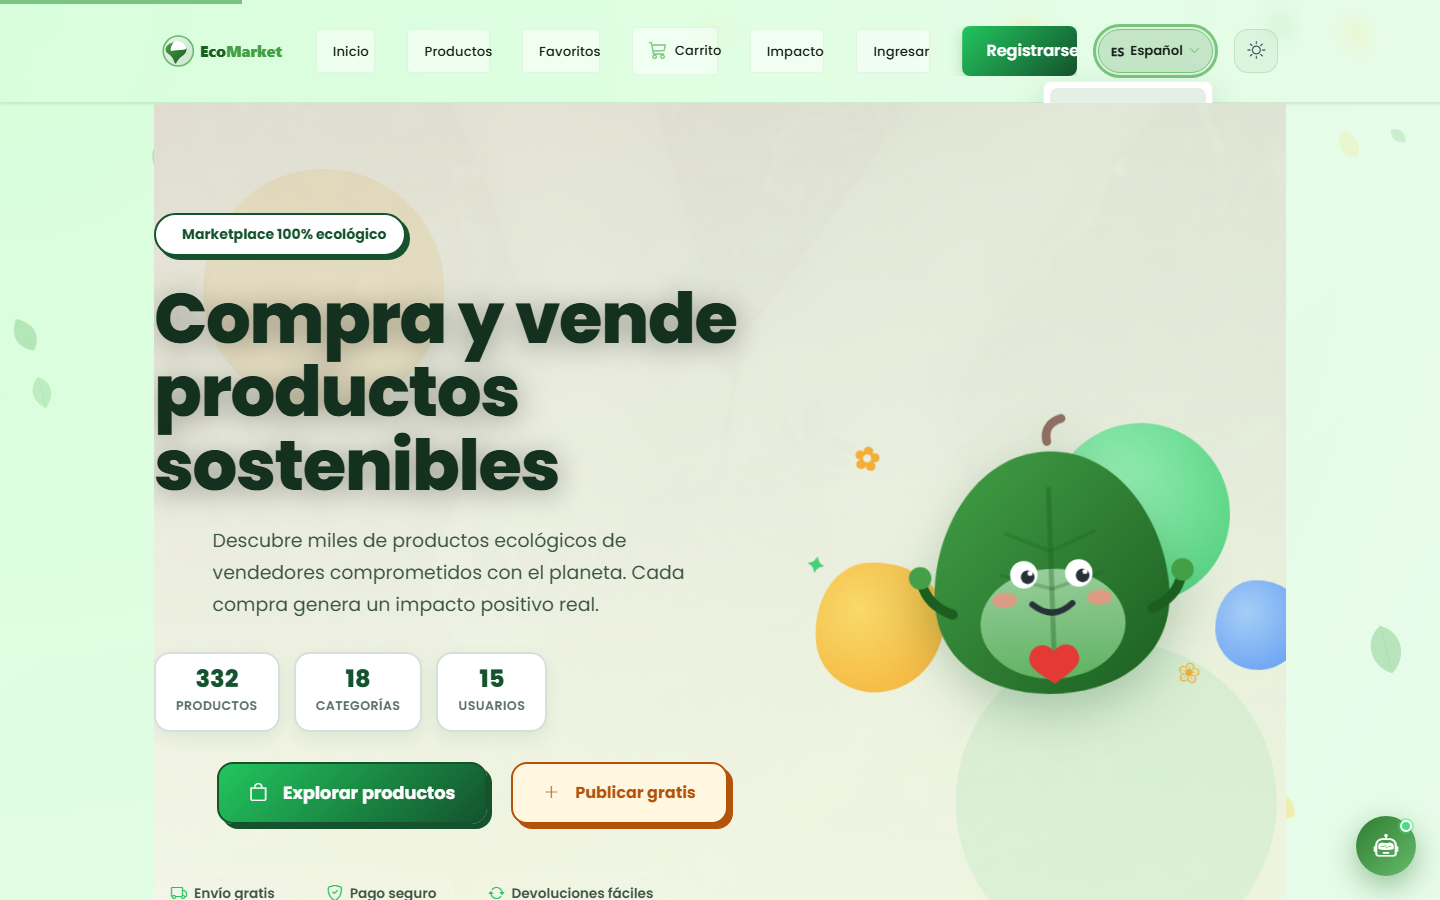 EcoMarket
Inicio
Productos
Favoritos
Carrito
Impacto
Ingresar
Registrarse
ES Español
Marketplace 100% ecológico
Compra y vende
productos
sostenibles
Descubre miles de productos ecológicos de
vendedores comprometidos con el planeta. Cada
compra genera un impacto positivo real.
332
PRODUCTOS
18
CATEGORÍAS
15
USUARIOS
Explorar productos
Publicar gratis
Envío gratis
Pago seguro
Devoluciones fáciles